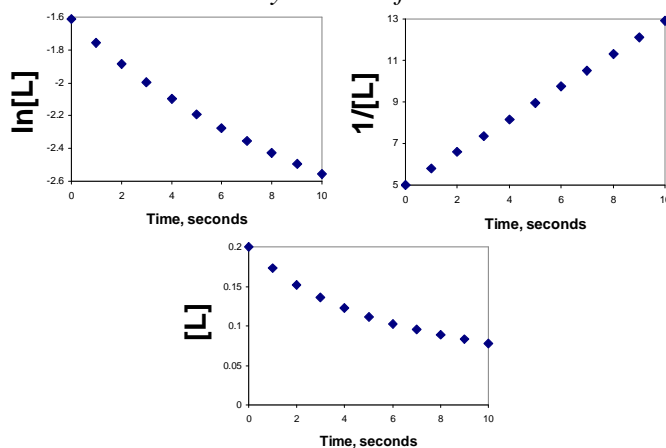 -1.6
-1.8
-2
-2.2
-2.4
-2.6
0 2 4 6 8 10
ln[L]
Time, seconds
13
11
9
7
5
0 2 4 6 8 10
1/[L]
Time, seconds
0.2
0.15
0.1
0.05
0
0 2 4 6 8 10
[L]
Time, seconds